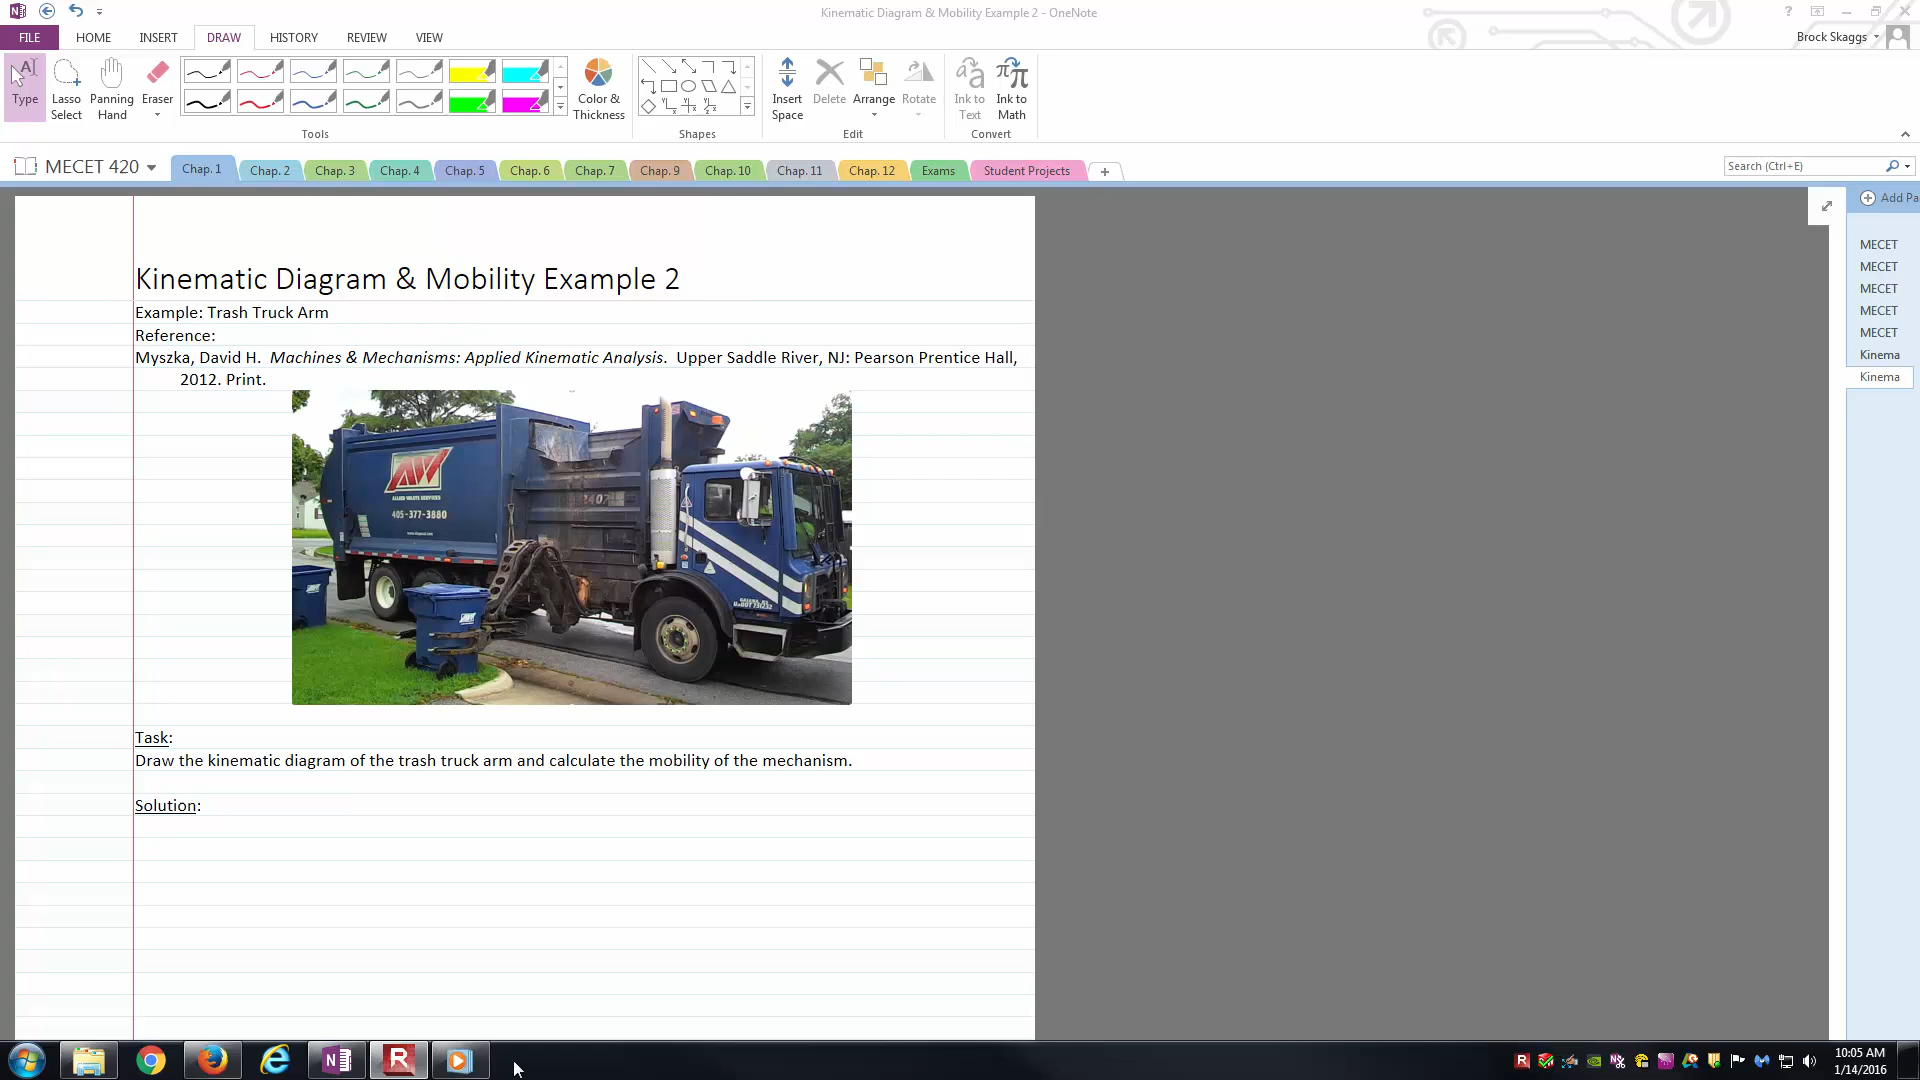 Kinematic Diagram & Mobility Example 2 - OneNote
FILE HOME INSERT DRAW HISTORY REVIEW VIEW
Brock Skaggs
Type
Lasso Select
Panning Hand
Eraser
Color & Thickness
Insert Space
Delete
Arrange
Rotate
Ink to Text
Ink to Math
Tools Shapes Edit Convert
MECET 420
Chap. 1 Chap. 2 Chap. 3 Chap. 4 Chap. 5 Chap. 6 Chap. 7 Chap. 9 Chap. 10 Chap. 11 Chap. 12 Exams Student Projects
Search (Ctrl+E)
Add Pa
MECET
MECET
MECET
MECET
MECET
Kinema
Kinema
Kinematic Diagram & Mobility Example 2
Example: Trash Truck Arm
Reference:
Myszka, David H. Machines & Mechanisms: Applied Kinematic Analysis. Upper Saddle River, NJ: Pearson Prentice Hall,
2012. Print.
AW
ALLIED WASTE SERVICES
405-377-3880
2407
Task:
Draw the kinematic diagram of the trash truck arm and calculate the mobility of the mechanism.
Solution:
10:05 AM
1/14/2016